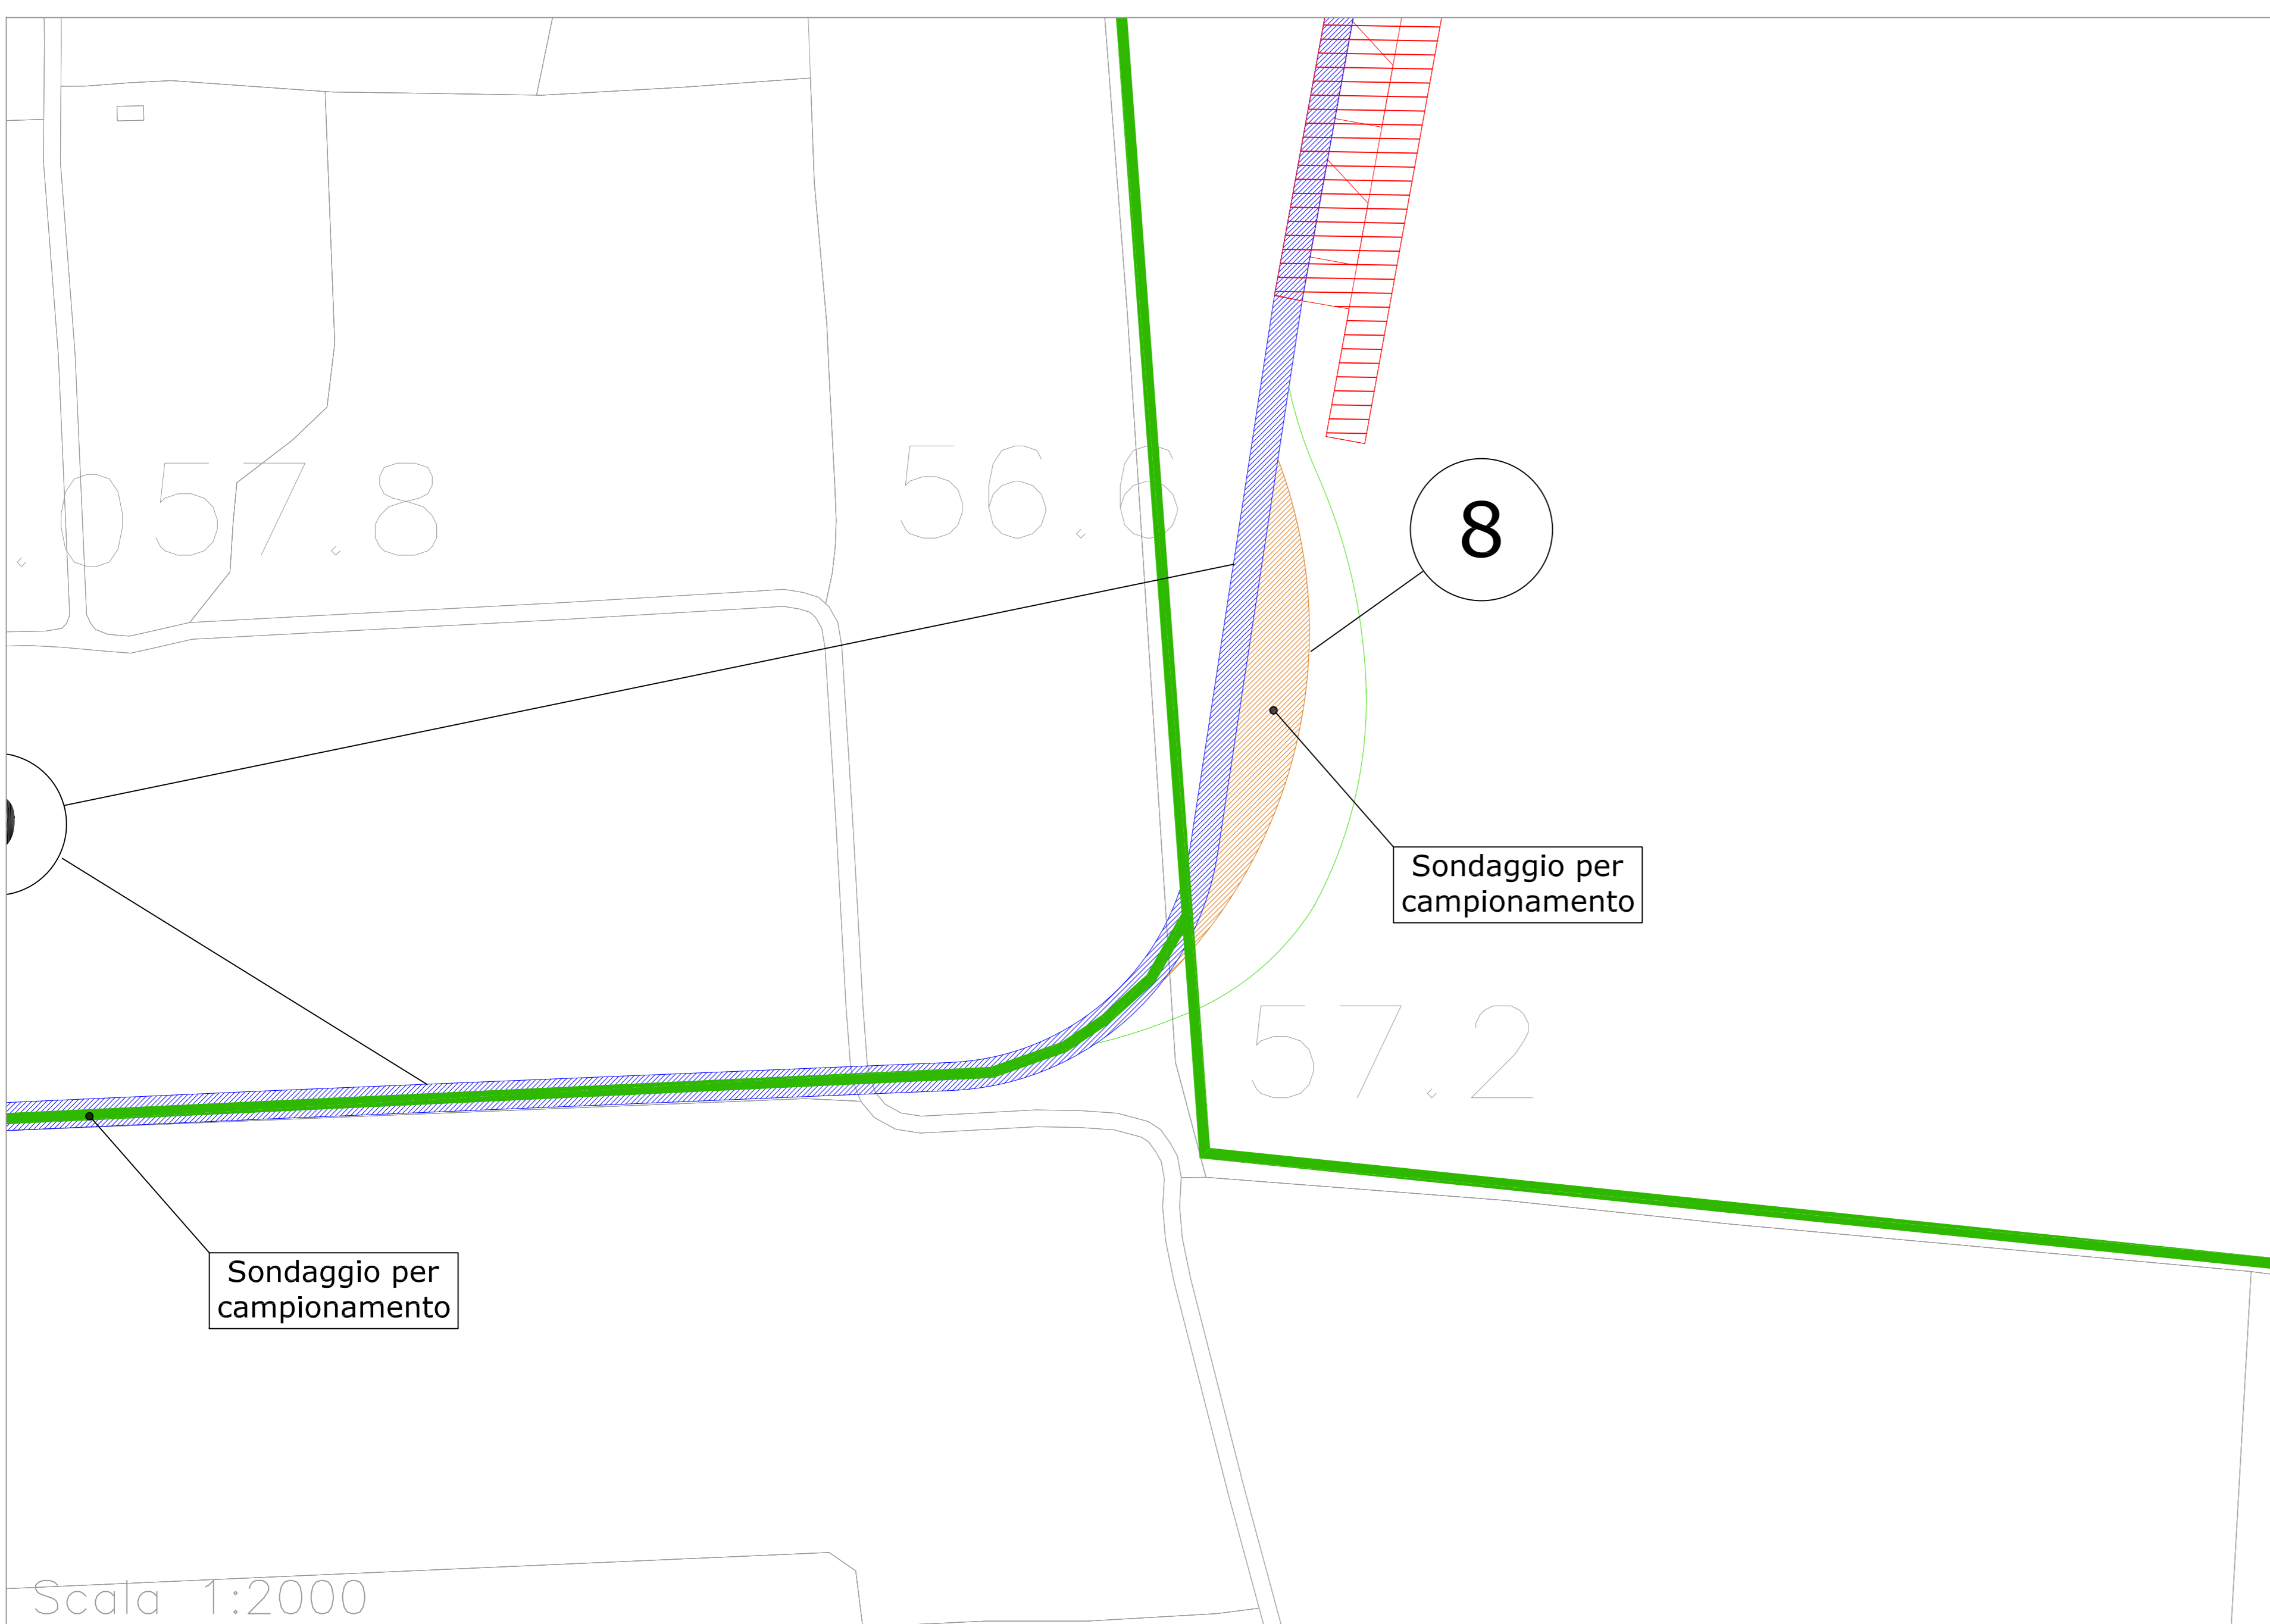 .057.8
56.6
8
Sondaggio per
campionamento
57.2
Sondaggio per
campionamento
Scala 1:2000